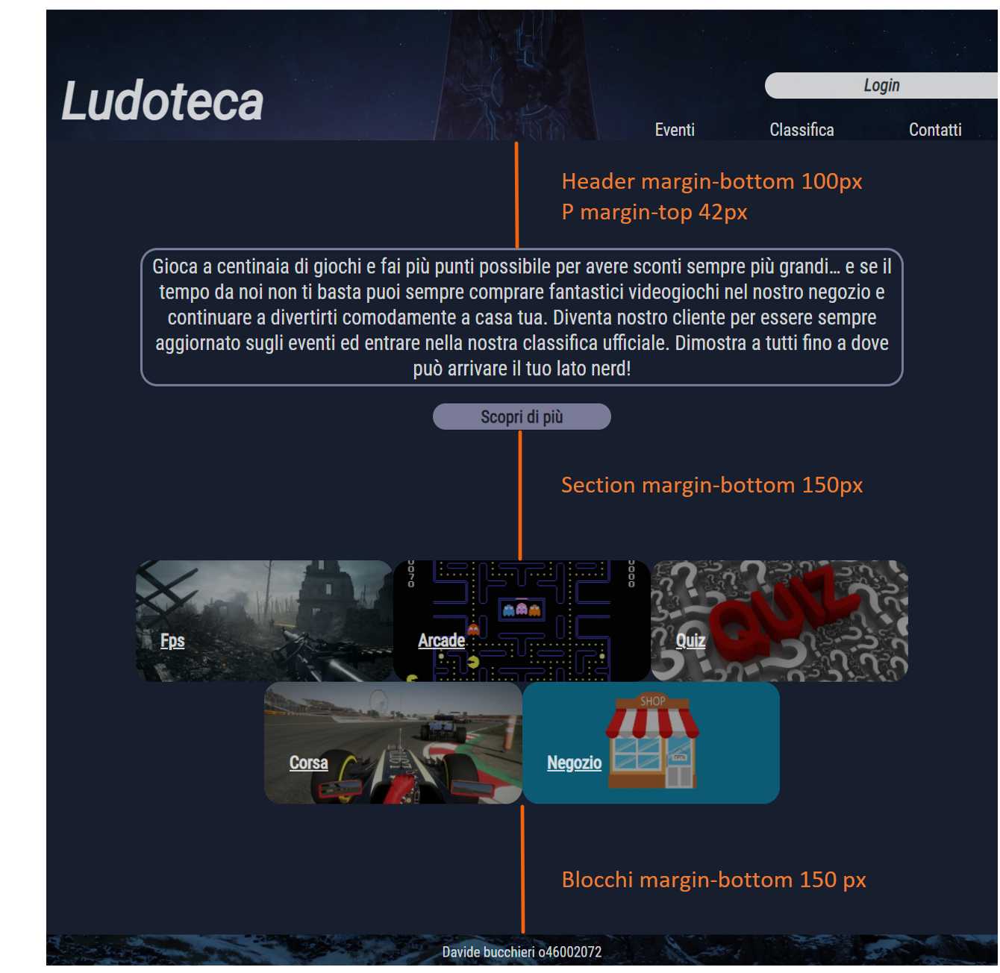 Ludoteca
Login
Eventi Classifica Contatti
Header margin-bottom 100px
P margin-top 42px
Gioca a centinaia di giochi e fai più punti possibile per avere sconti sempre più grandi... e se il
tempo da noi non ti basta puoi sempre comprare fantastici videogiochi nel nostro negozio e
continuare a divertirti comodamente a casa tua. Diventa nostro cliente per essere sempre
aggiornato sugli eventi ed entrare nella nostra classifica ufficiale. Dimostra a tutti fino a dove
può arrivare il tuo lato nerd!
Scopri di più
Section margin-bottom 150px
Fps
Arcade
QUIZ
Quiz
Corsa
SHOP
OPEN
Negozio
Blocchi margin-bottom 150 px
Davide bucchieri o46002072